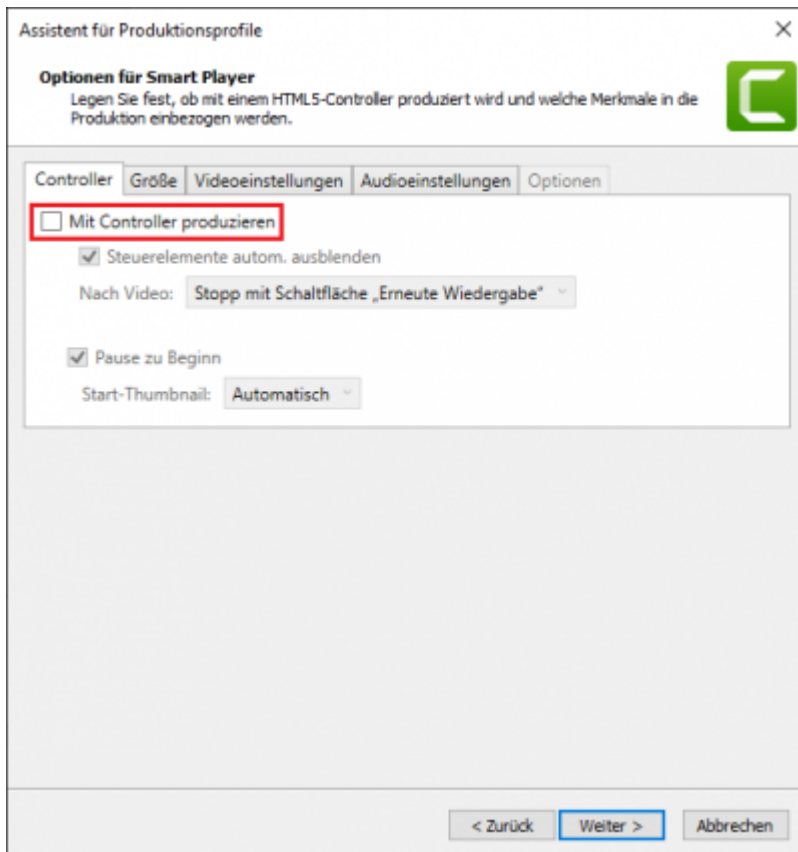 Assistent für Produktionsprofile
Optionen für Smart Player
Legen Sie fest, ob mit einem HTML5-Controller produziert wird und welche Merkmale in die
Produktion einbezogen werden.
Controller Größe Videoeinstellungen Audioeinstellungen Optionen
Mit Controller produzieren
Steuerelemente autom. ausblenden
Nach Video: Stopp mit Schaltfläche „Erneute Wiedergabe“
Pause zu Beginn
Start-Thumbnail: Automatisch
< Zurück Weiter > Abbrechen